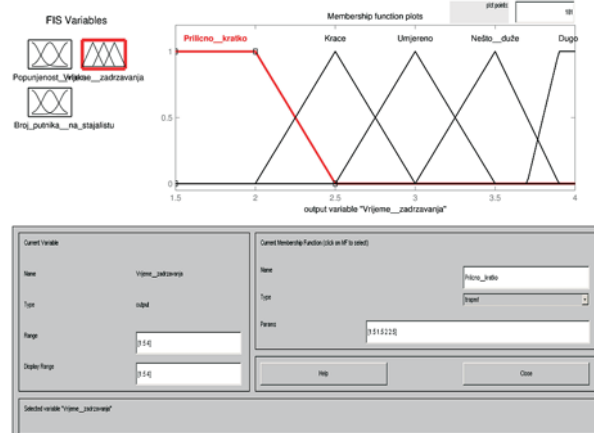 FIS Variables
Membership function plots
plot points:
181
Prilicno__kratko
Krace
Umjereno
Nešto__duže
Dugo
Vrijeme__zadrzavanja
Broj_putnika__na_stajalistu
1
0.5
0
1.5
2
2.5
3
3.5
4
output variable "Vrijeme__zadrzavanja"
Current Variable
Name
Vrijeme__zadrzavanja
Type
output
Range
[1.5 4]
Display Range
[1.5 4]
Current Membership Function (click on MF to select)
Name
Prilicno__kratko
Type
trapmf
Params
[1.5 1.5 2 2.5]
Help
Close
Selected variable "Vrijeme__zadrzavanja"